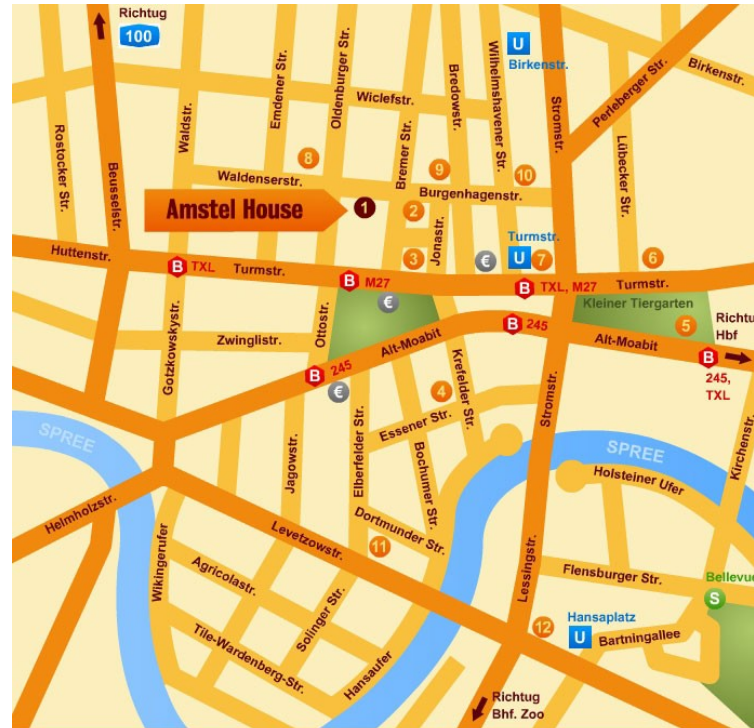 Richtug
100
U
Birkenstr.
Birkenstr.
Perleberger Str.
Stromstr.
Wilhelmshavener Str.
Bredowstr.
Oldenburger Str.
Emdener Str.
Waldstr.
Wiclefstr.
Bremer Str.
Lübecker Str.
Rostocker Str.
Beusselstr.
8
9
10
Waldenserstr.
Burgenhagenstr.
Amstel House
1
2
Jonastr.
Turmstr.
U
7
3
€
6
Huttenstr.
B TXL
Turmstr.
B M27
B TXL, M27
Turmstr.
€
Kleiner Tiergarten
Richtu
Hbf
5
Gotzkowskystr.
Zwinglistr.
Ottostr.
Alt-Moabit
B 245
Alt-Moabit
B
245,
TXL
B 245
€
Krefelder Str.
4
Essener Str.
Stromstr.
Kirchenstr.
SPREE
SPREE
Holsteiner Ufer
Jagowstr.
Elberfelder Str.
Bochumer Str.
Helmholzstr.
Levetzowstr.
Dortmunder Str.
11
Wikingerufer
Agricolastr.
Solinger Str.
Tile-Wardenberg-Str.
Hansaufer
Lessingstr.
Flensburger Str.
Bellevue
S
12
Hansaplatz
U
Bartningallee
Richtug
Bhf. Zoo